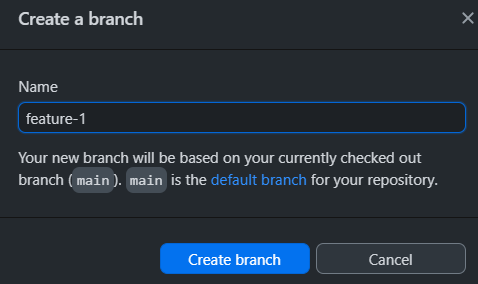 Create a branch
Name
feature-1
Your new branch will be based on your currently checked out
branch (main). main is the default branch for your repository.
Create branch
Cancel